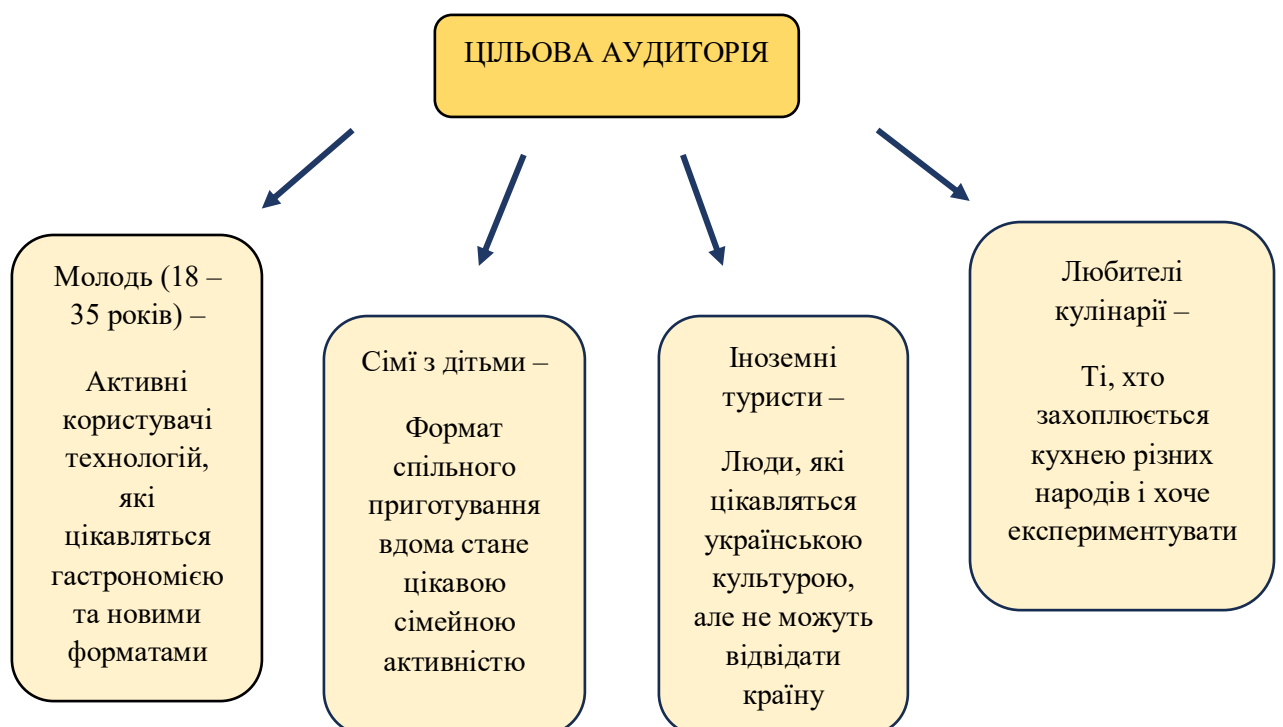 ЦІЛЬОВА АУДИТОРІЯ
Молодь (18 –
35 років) –
Активні
користувачі
технологій,
які
цікавляться
гастрономією
та новими
форматами
Сімї з дітьми –
Формат
спільного
приготування
вдома стане
цікавою
сімейною
активністю
Іноземні
туристи –
Люди, які
цікавляться
українською
культурою,
але не можуть
відвідати
країну
Любителі
кулінарії –
Ті, хто
захоплюється
кухнею різних
народів і хоче
експериментувати